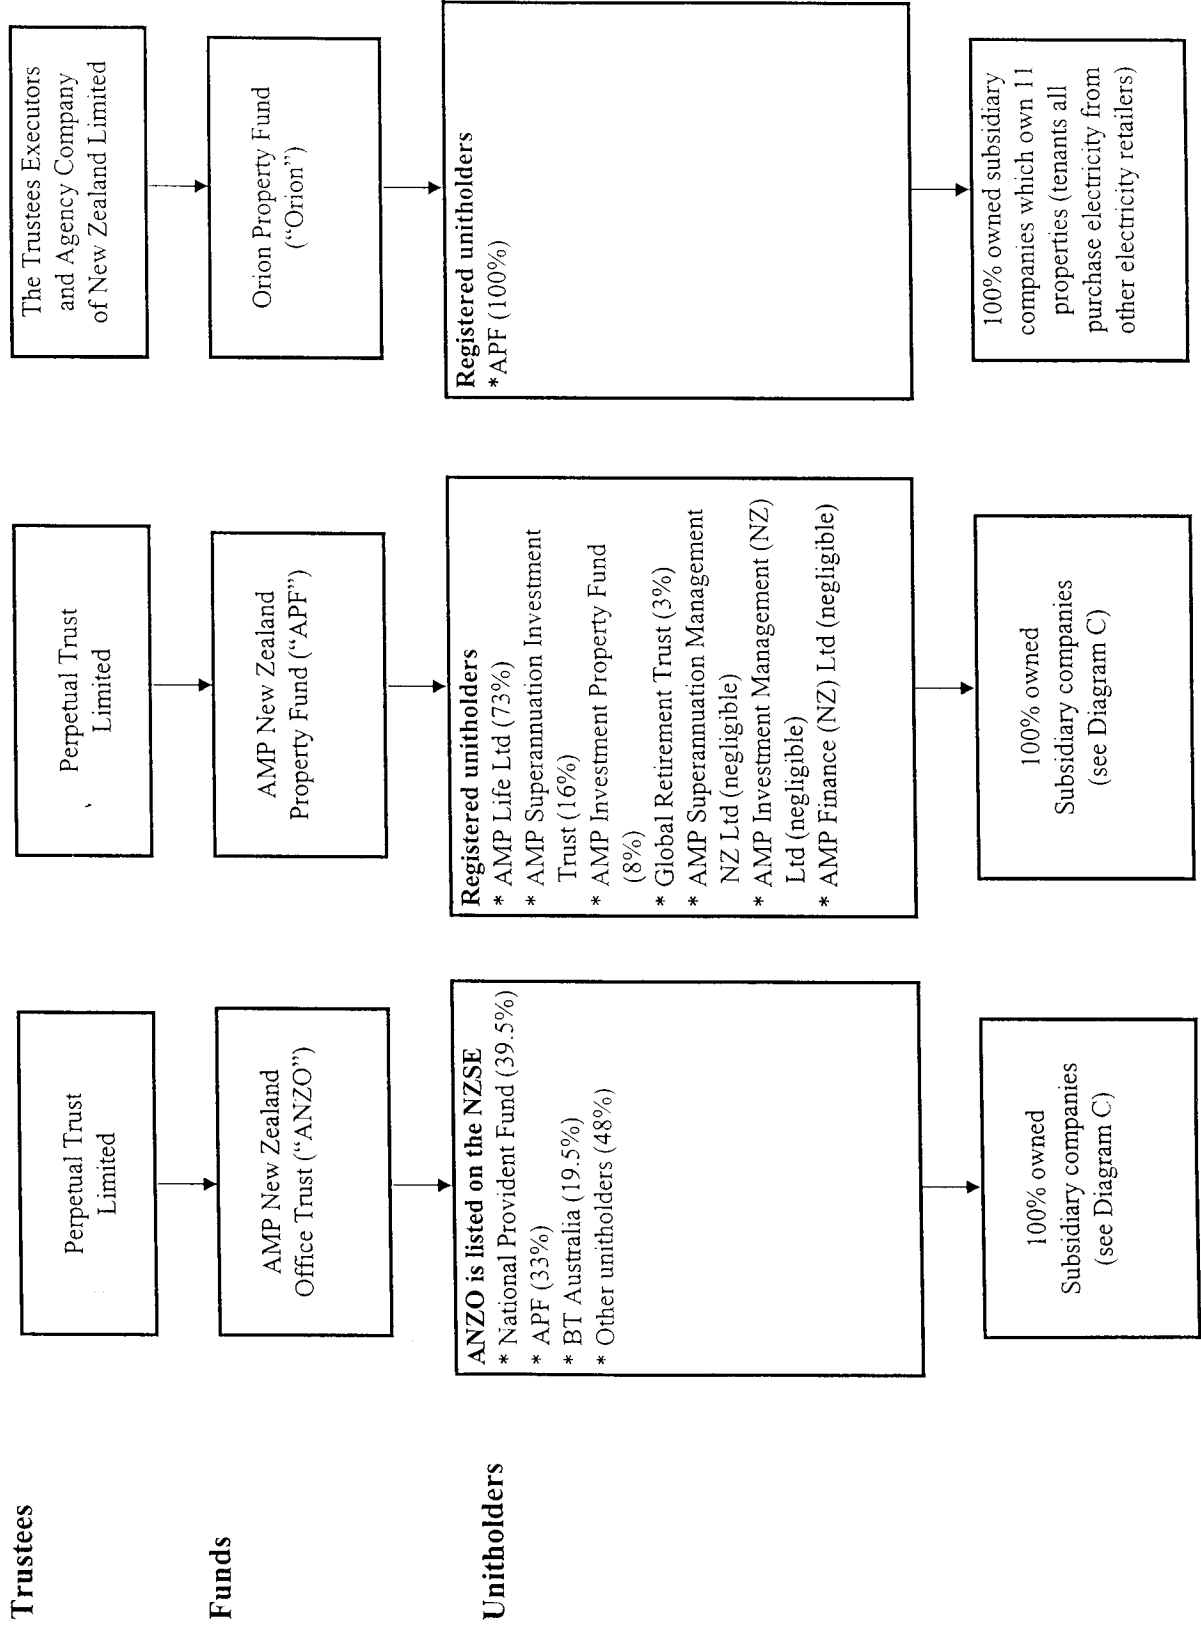 Trustees
Perpetual Trust
Limited
Perpetual Trust
Limited
The Trustees Executors
and Agency Company
of New Zealand Limited
Funds
AMP New Zealand
Office Trust (“ANZO”)
AMP New Zealand
Property Fund (“APF”)
Orion Property Fund
(“Orion”)
Unitholders
ANZO is listed on the NZSE
* National Provident Fund (39.5%)
* APF (33%)
* BT Australia (19.5%)
* Other unitholders (48%)
Registered unitholders
* AMP Life Ltd (73%)
* AMP Superannuation Investment
Trust (16%)
* AMP Investment Property Fund
(8%)
* Global Retirement Trust (3%)
* AMP Superannuation Management
NZ Ltd (negligible)
* AMP Investment Management (NZ)
Ltd (negligible)
* AMP Finance (NZ) Ltd (negligible)
Registered unitholders
* APF (100%)
100% owned
Subsidiary companies
(see Diagram C)
100% owned
Subsidiary companies
(see Diagram C)
100% owned subsidiary
companies which own 11
properties (tenants all
purchase electricity from
other electricity retailers)